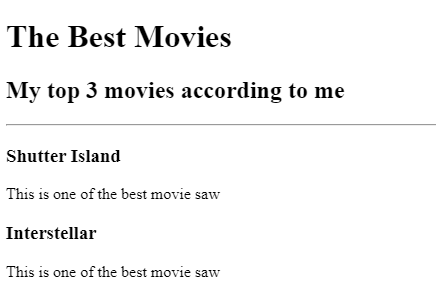 The Best Movies
My top 3 movies according to me
Shutter Island
This is one of the best movie saw
Interstellar
This is one of the best movie saw